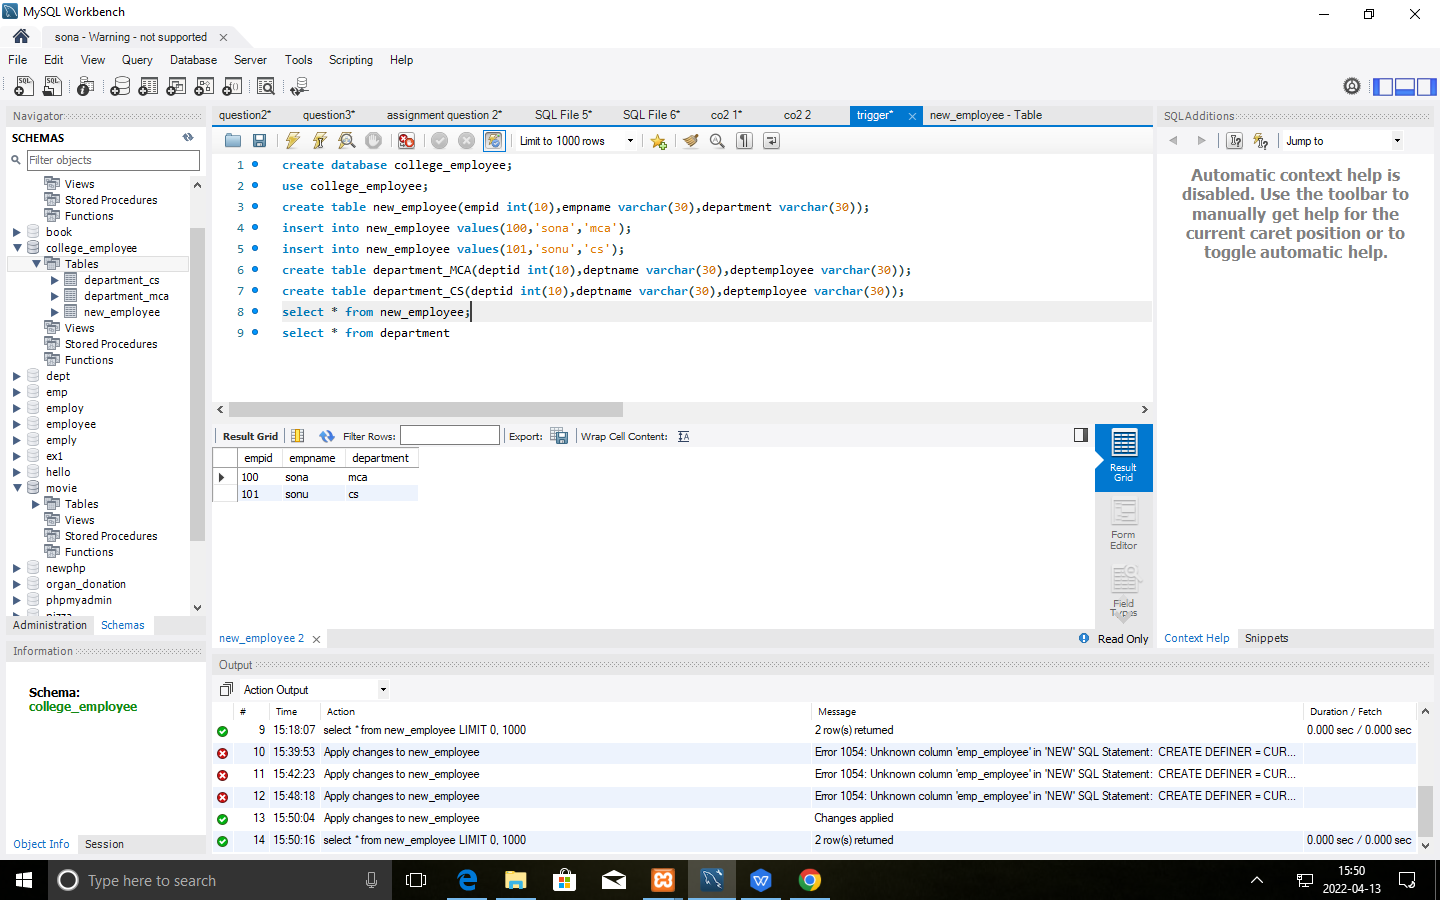 MySQL Workbench
sona - Warning - not supported
File Edit View Query Database Server Tools Scripting Help
Navigator
SCHEMAS
Filter objects
Views
Stored Procedures
Functions
book
college_employee
Tables
department_cs
department_mca
new_employee
Views
Stored Procedures
Functions
dept
emp
employ
employee
emply
ex1
hello
movie
Tables
Views
Stored Procedures
Functions
newphp
organ_donation
phpmyadmin
pizza
Administration Schemas
Information
Schema:
college_employee
Object Info Session
question2* question3* assignment question 2* SQL File 5* SQL File 6* co2 1* co2 2 trigger* new_employee - Table
Limit to 1000 rows
1 create database college_employee;
2 use college_employee;
3 create table new_employee(empid int(10),empname varchar(30),department varchar(30));
4 insert into new_employee values(100,'sona','mca');
5 insert into new_employee values(101,'sonu','cs');
6 create table department_MCA(deptid int(10),deptname varchar(30),deptemployee varchar(30));
7 create table department_CS(deptid int(10),deptname varchar(30),deptemployee varchar(30));
8 select * from new_employee;
9 select * from department
Result Grid Filter Rows: Export: Wrap Cell Content:
empid empname department
100 sona mca
101 sonu cs
Result
Grid
Form
Editor
Field
Types
new_employee 2
Read Only
SQLAdditions
Jump to
Automatic context help is
disabled. Use the toolbar to
manually get help for the
current caret position or to
toggle automatic help.
Context Help Snippets
Output
Action Output
# Time Action Message Duration / Fetch
9 15:18:07 select * from new_employee LIMIT 0, 1000 2 row(s) returned 0.000 sec / 0.000 sec
10 15:39:53 Apply changes to new_employee Error 1054: Unknown column 'emp_employee' in 'NEW' SQL Statement: CREATE DEFINER = CUR...
11 15:42:23 Apply changes to new_employee Error 1054: Unknown column 'emp_employee' in 'NEW' SQL Statement: CREATE DEFINER = CUR...
12 15:48:18 Apply changes to new_employee Error 1054: Unknown column 'emp_employee' in 'NEW' SQL Statement: CREATE DEFINER = CUR...
13 15:50:04 Apply changes to new_employee Changes applied
14 15:50:16 select * from new_employee LIMIT 0, 1000 2 row(s) returned 0.000 sec / 0.000 sec
Type here to search
15:50
2022-04-13